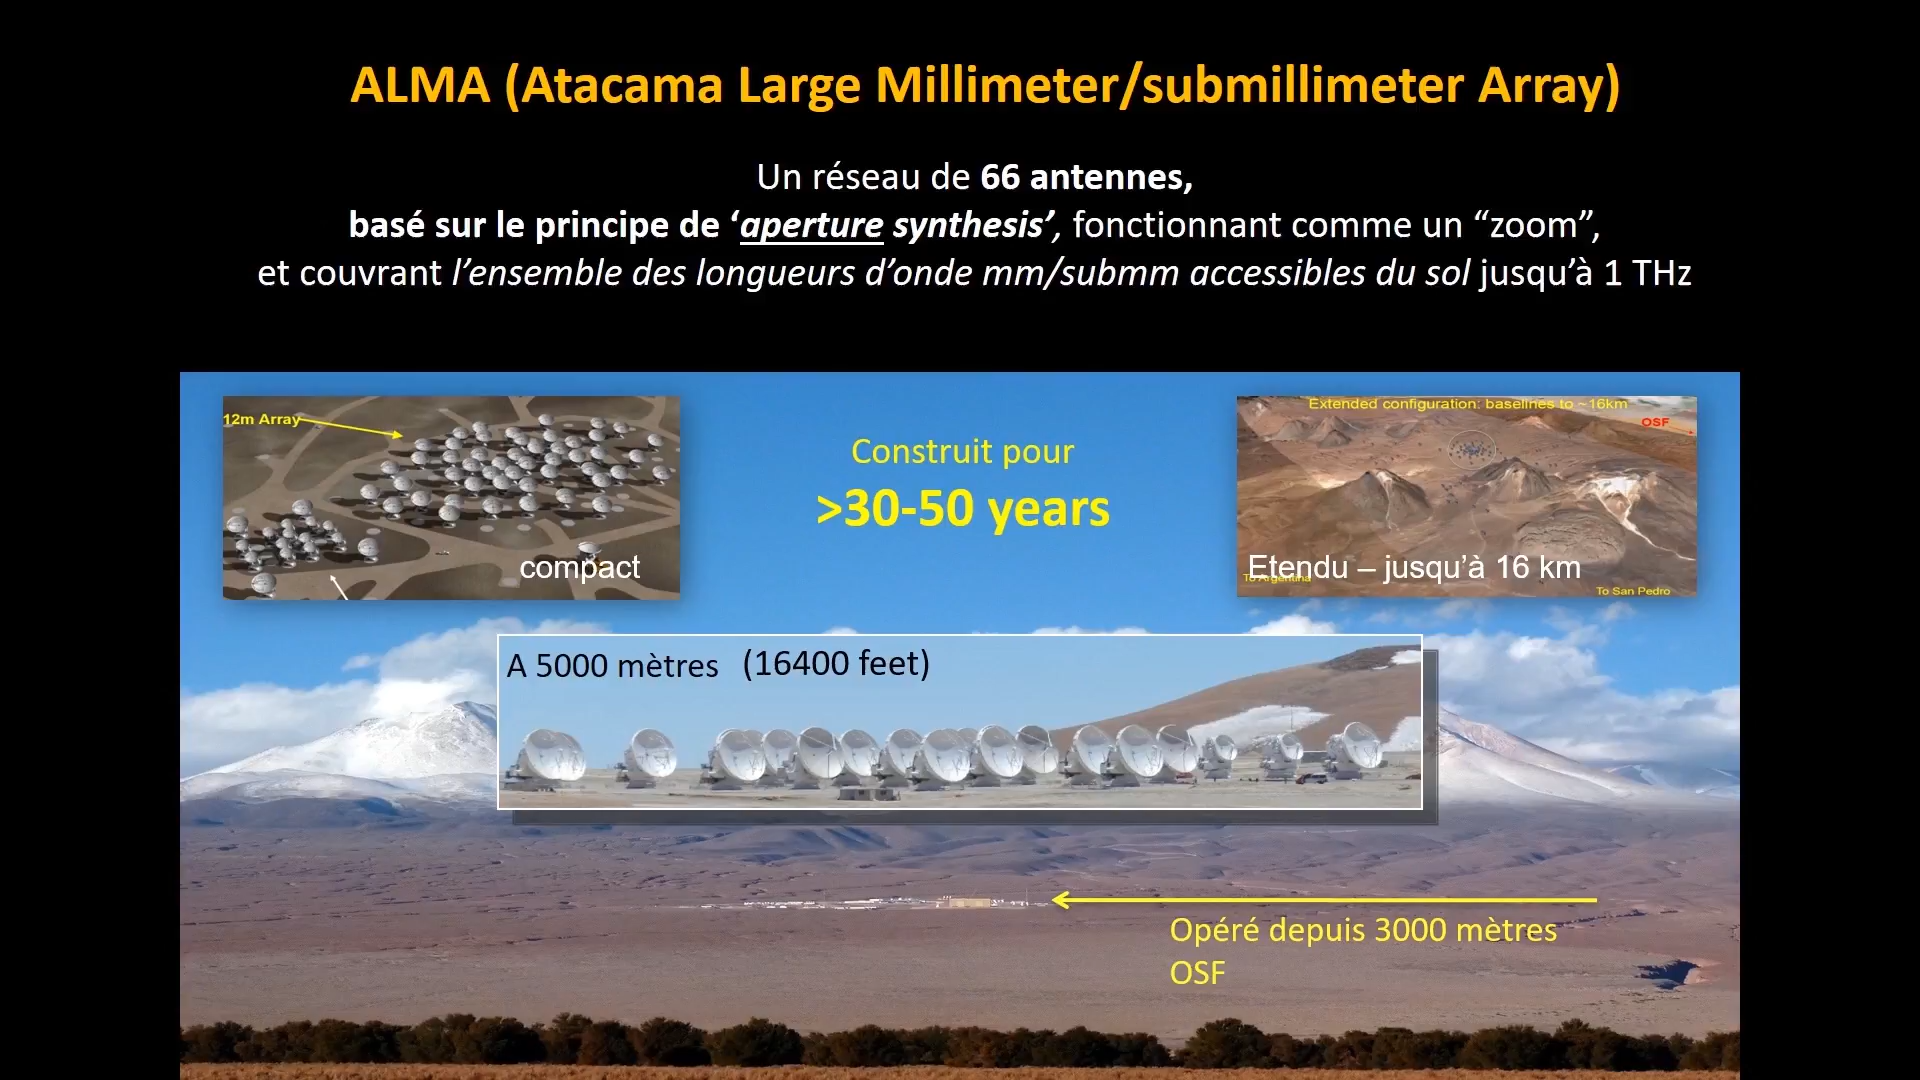 ALMA (Atacama Large Millimeter/submillimeter Array)
Un réseau de 66 antennes,
basé sur le principe de ‘aperture synthesis’, fonctionnant comme un “zoom”,
et couvrant l’ensemble des longueurs d’onde mm/submm accessibles du sol jusqu’à 1 THz
12m Array
compact
Construit pour
>30-50 years
Extended configuration: baselines to ~16km
OSF
Etendu – jusqu’à 16 km
To Argentina
To San Pedro
A 5000 mètres (16400 feet)
Opéré depuis 3000 mètres
OSF